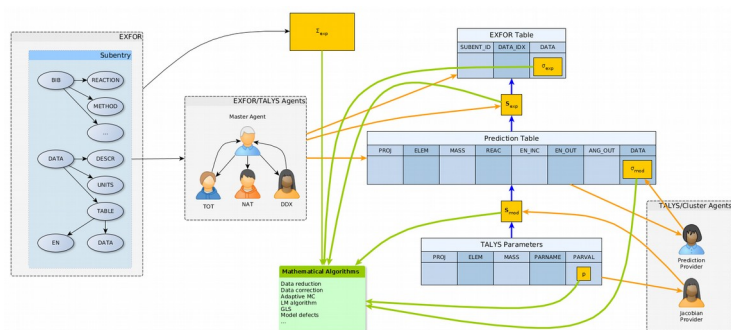 EXFOR
Subentry
BIB
REACTION
METHOD
...
DATA
DESCR
UNITS
TABLE
EN
DATA
Σexp
EXFOR/TALYS Agents
Master Agent
TOT
NAT
DDX
EXFOR Table
SUBENT_ID DATA_IDX DATA
σexp
Sexp
Prediction Table
PROJ ELEM MASS REAC EN_INC EN_OUT ANG_OUT DATA
σmod
Smod
TALYS Parameters
PROJ ELEM MASS PARNAME PARVAL
p
TALYS/Cluster Agents
Prediction
Provider
Jacobian
Provider
Mathematical Algorithms
Data reduction
Data correction
Adaptive MC
LM algorithm
GLS
Model defects
...